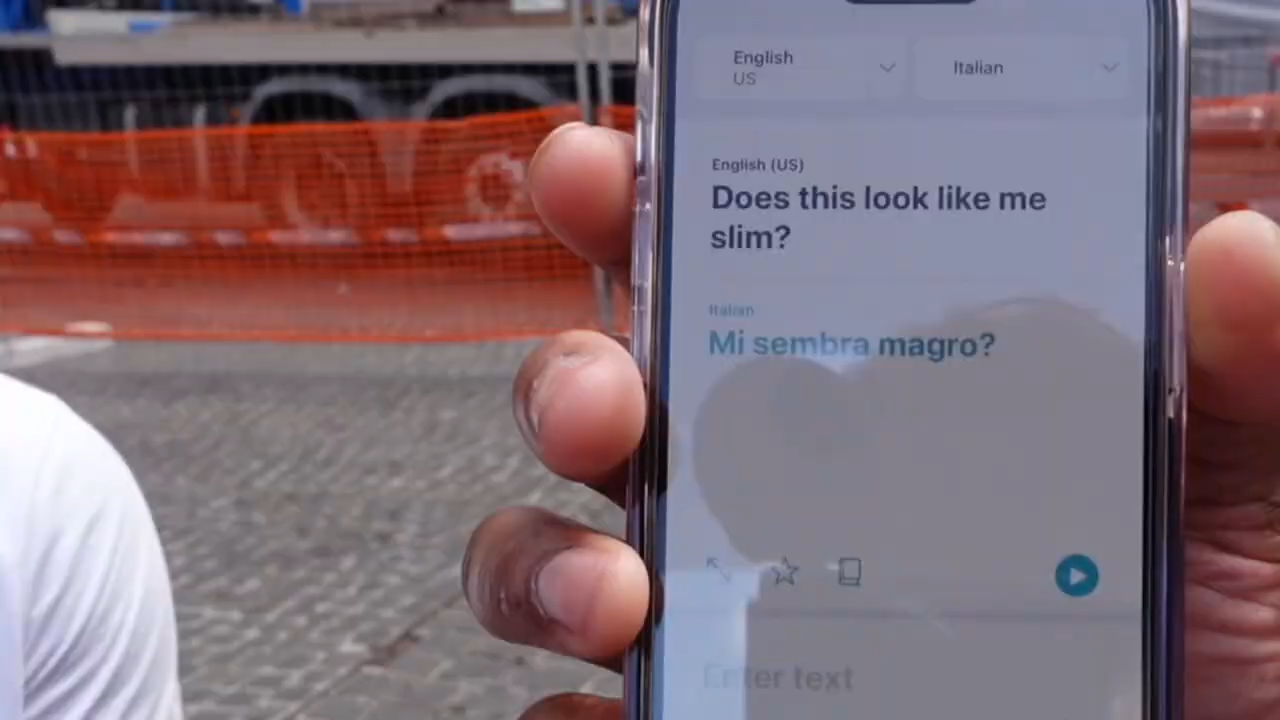 English
US
Italian
English (US)
Does this look like me
slim?
Italian
Mi sembra magro?
Enter text